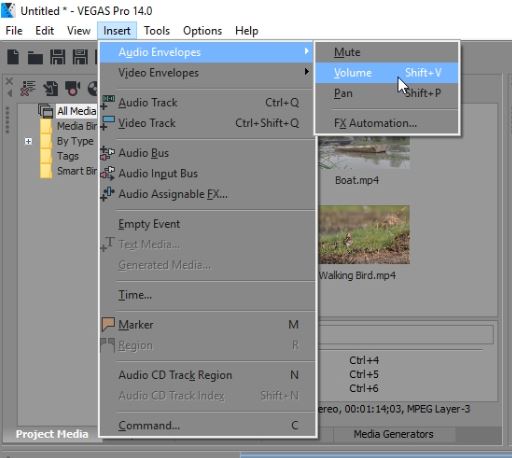 Untitled * - VEGAS Pro 14.0
File Edit View Insert Tools Options Help
Audio Envelopes
Video Envelopes
Audio Track Ctrl+Q
Video Track Ctrl+Shift+Q
Audio Bus
Audio Input Bus
Audio Assignable FX...
Empty Event
Text Media...
Generated Media...
Time...
Marker M
Region R
Audio CD Track Region N
Audio CD Track Index Shift+N
Command... C
Mute
Volume Shift+V
Pan Shift+P
FX Automation...
All Media
Media Bin
By Type
Tags
Smart Bin
Boat.mp4
Walking Bird.mp4
Ctrl+4
Ctrl+5
Ctrl+6
ereo, 00:01:14;03, MPEG Layer-3
Project Media
Media Generators